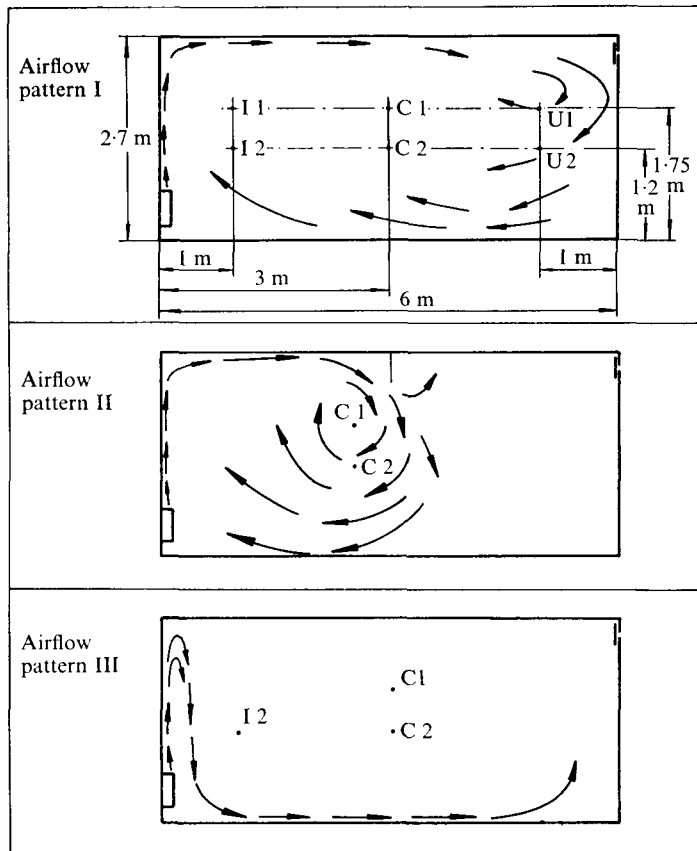 Airflow
pattern I
2·7 m
I 1
C 1
U1
I 2
C 2
U2
1·75
m
1·2
m
1 m
1 m
3 m
6 m
Airflow
pattern II
C 1
C 2
Airflow
pattern III
C1
I 2
C 2